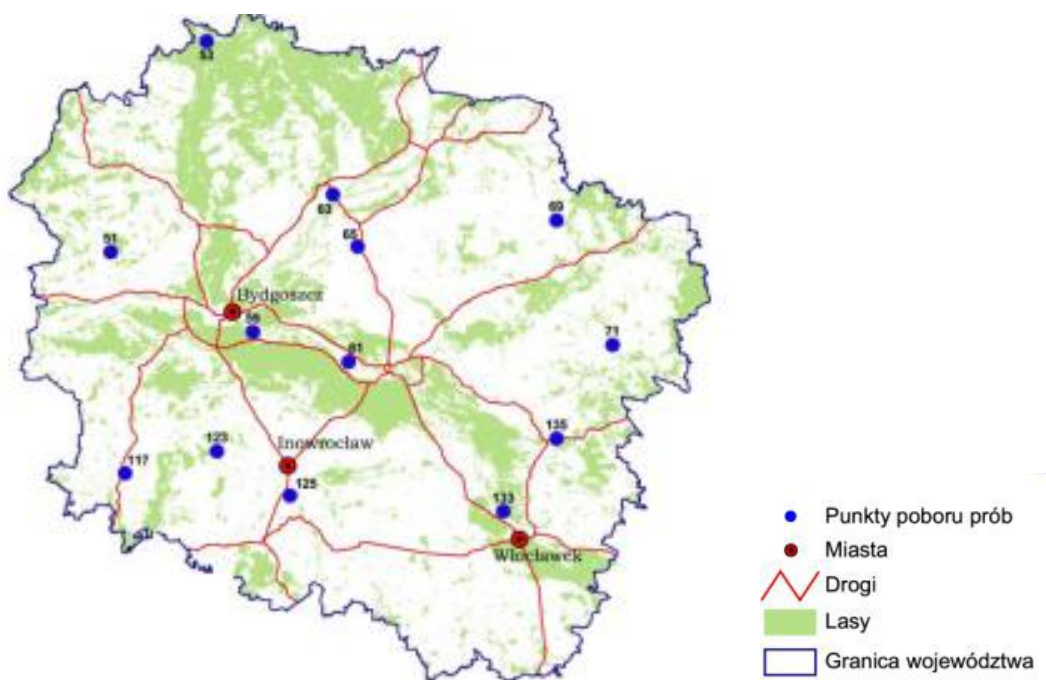 53
63
69
65
51
Bydgoszcz
59
61
71
135
123
Inowrocław
117
125
133
Włocławek
Punkty poboru prób
Miasta
Drogi
Lasy
Granica województwa